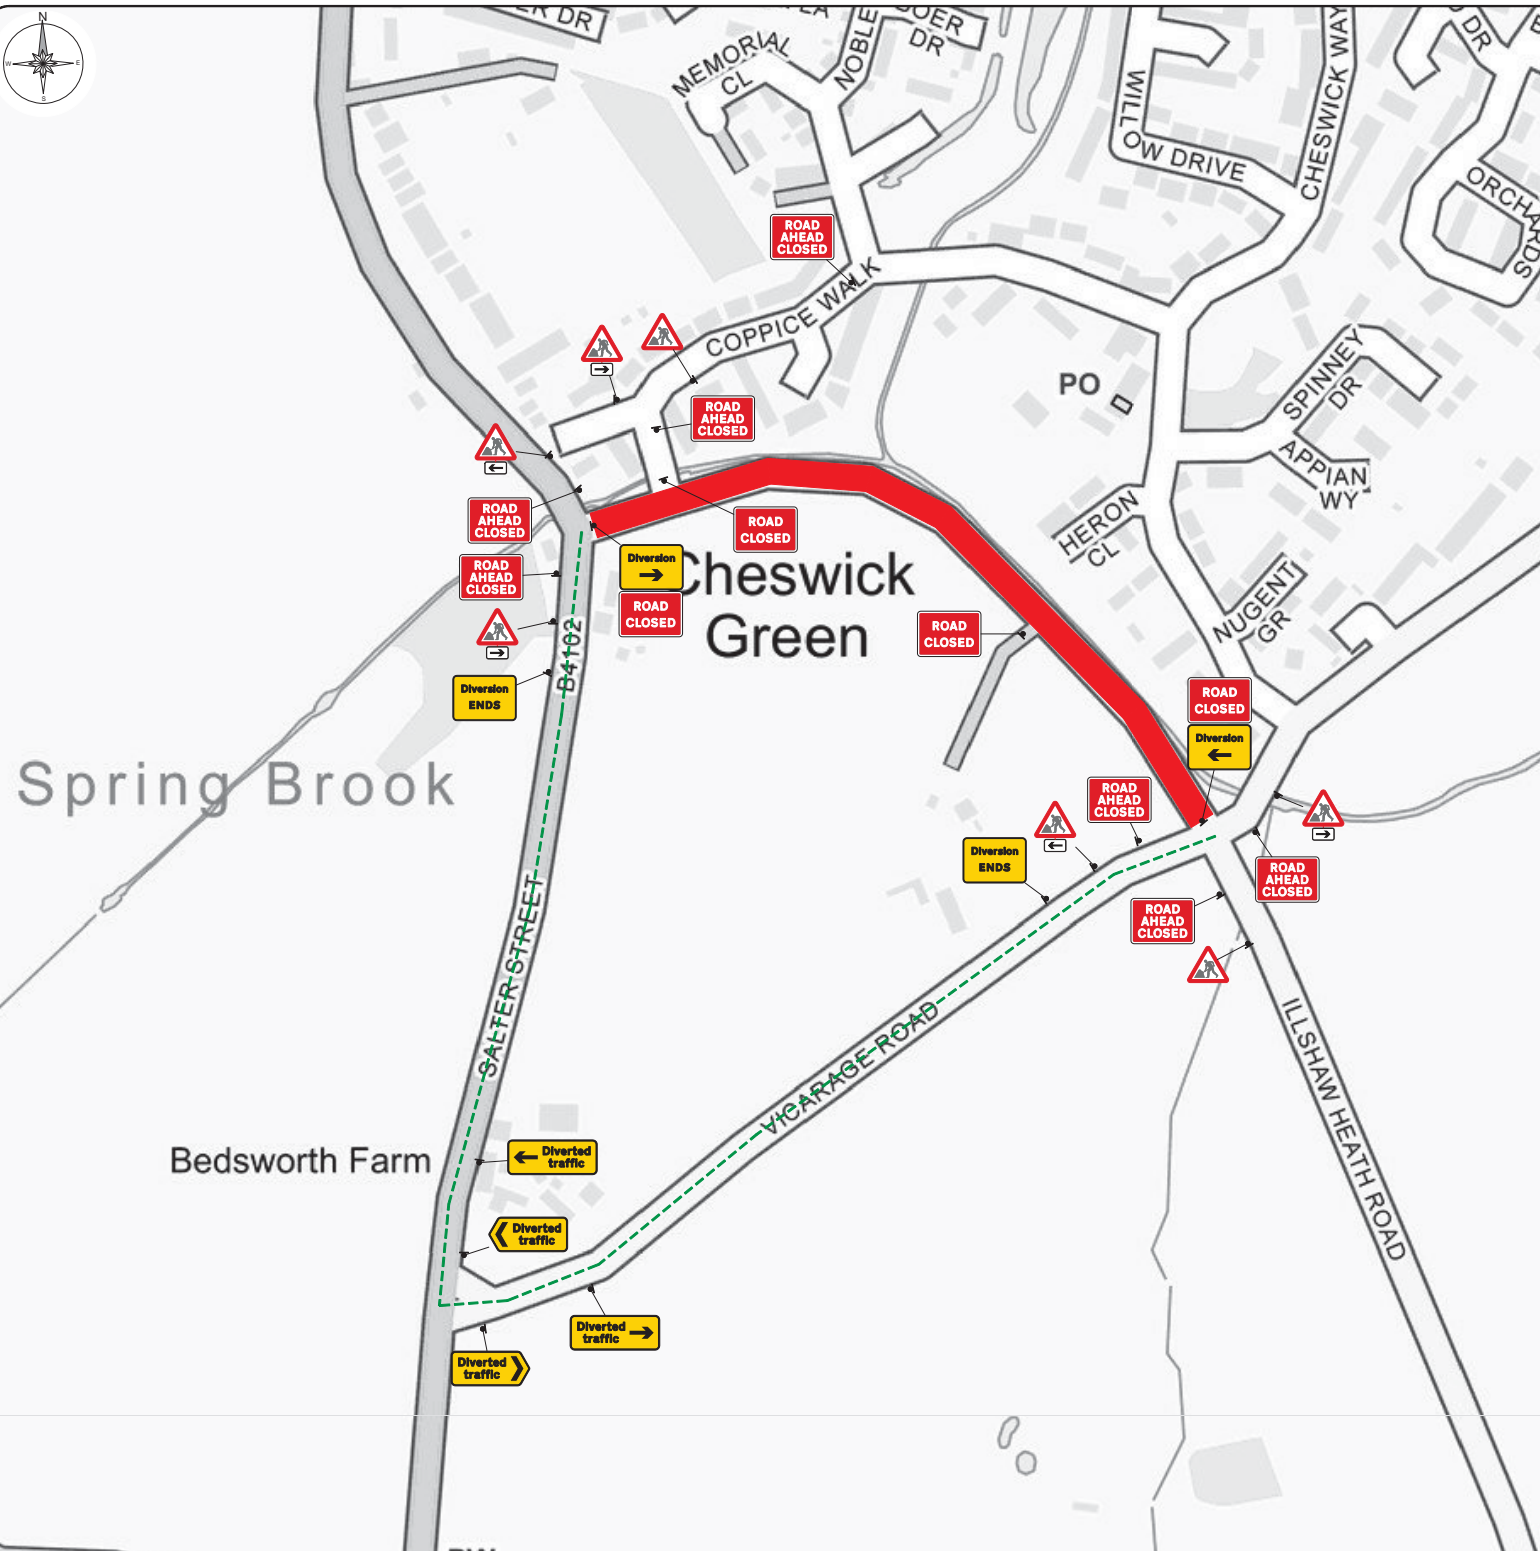 N
W
E
S
ER DR
MEMORIAL
CL
NOBLE
DR
DR
WILLOW DRIVE
CHESWICK WAY
ORCHARDS
ROAD
AHEAD
CLOSED
COPPICE WALK
PO
SPINNEY
DR
APPIAN
WY
HERON
CL
NUGENT
GR
ROAD
AHEAD
CLOSED
ROAD
AHEAD
CLOSED
ROAD
CLOSED
Diversion
ROAD
CLOSED
Cheswick
Green
ROAD
AHEAD
CLOSED
B4102
Diversion
ENDS
ROAD
CLOSED
ROAD
CLOSED
Diversion
Spring Brook
ROAD
AHEAD
CLOSED
Diversion
ENDS
ROAD
AHEAD
CLOSED
ROAD
AHEAD
CLOSED
SALTER STREET
VICARAGE ROAD
ILLSHAW HEATH ROAD
Bedsworth Farm
Diverted
traffic
Diverted
traffic
Diverted
traffic
Diverted
traffic